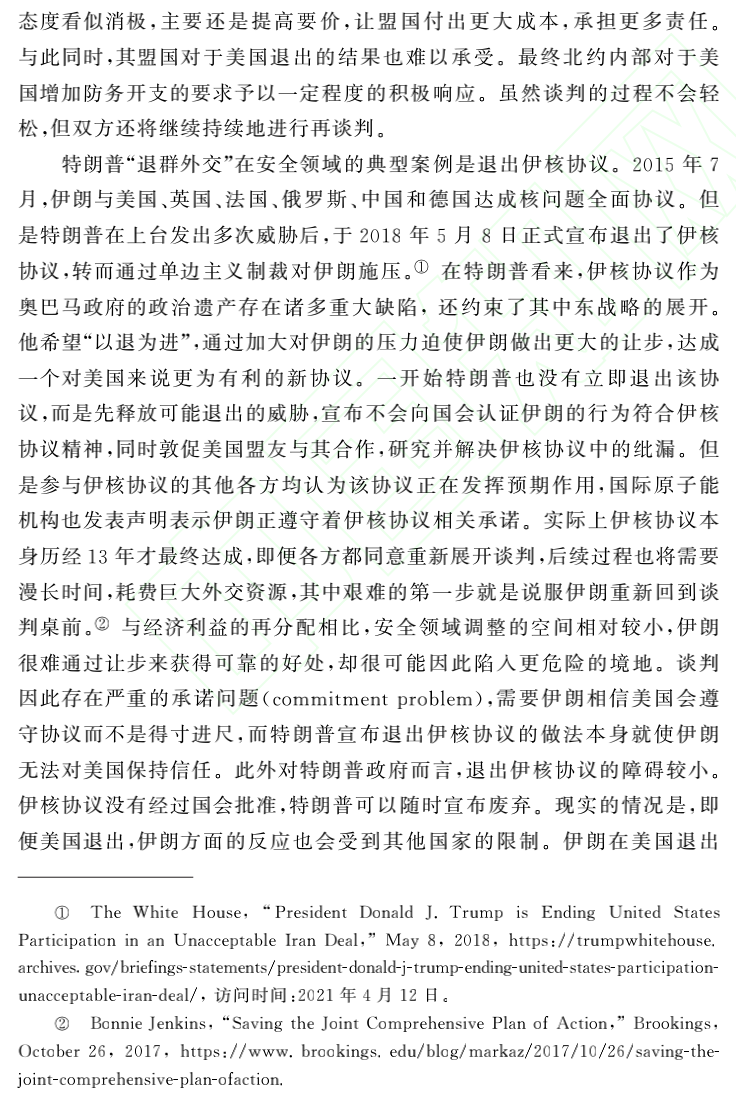 态度看似消极,主要还是提高要价,让盟国付出更大成本,承担更多责任。
与此同时,其盟国对于美国退出的结果也难以承受。最终北约内部对于美
国增加防务开支的要求予以一定程度的积极响应。虽然谈判的过程不会轻
松,但双方还将继续持续地进行再谈判。
特朗普“退群外交”在安全领域的典型案例是退出伊核协议。2015 年 7
月,伊朗与美国、英国、法国、俄罗斯、中国和德国达成核问题全面协议。但
是特朗普在上台发出多次威胁后,于 2018 年 5 月 8 日正式宣布退出了伊核
协议,转而通过单边主义制裁对伊朗施压。① 在特朗普看来,伊核协议作为
奥巴马政府的政治遗产存在诸多重大缺陷, 还约束了其中东战略的展开。
他希望“以退为进”,通过加大对伊朗的压力迫使伊朗做出更大的让步,达成
一个对美国来说更为有利的新协议。一开始特朗普也没有立即退出该协
议,而是先释放可能退出的威胁,宣布不会向国会认证伊朗的行为符合伊核
协议精神,同时敦促美国盟友与其合作,研究并解决伊核协议中的纰漏。但
是参与伊核协议的其他各方均认为该协议正在发挥预期作用,国际原子能
机构也发表声明表示伊朗正遵守着伊核协议相关承诺。实际上伊核协议本
身历经 13 年才最终达成,即便各方都同意重新展开谈判,后续过程也将需要
漫长时间,耗费巨大外交资源,其中艰难的第一步就是说服伊朗重新回到谈
判桌前。② 与经济利益的再分配相比,安全领域调整的空间相对较小,伊朗
很难通过让步来获得可靠的好处,却很可能因此陷入更危险的境地。谈判
因此存在严重的承诺问题(commitment problem),需要伊朗相信美国会遵
守协议而不是得寸进尺,而特朗普宣布退出伊核协议的做法本身就使伊朗
无法对美国保持信任。此外对特朗普政府而言,退出伊核协议的障碍较小。
伊核协议没有经过国会批准,特朗普可以随时宣布废弃。现实的情况是,即
便美国退出,伊朗方面的反应也会受到其他国家的限制。伊朗在美国退出
① The White House, “President Donald J. Trump is Ending United States
Participation in an Unacceptable Iran Deal,” May 8, 2018, https://trumpwhitehouse.
archives. gov/briefings-statements/president-donald-j-trump-ending-united-states-participation-
unacceptable-iran-deal/, 访问时间:2021 年 4 月 12 日。
② Bonnie Jenkins, “Saving the Joint Comprehensive Plan of Action,” Brookings,
October 26, 2017, https://www. brookings. edu/blog/markaz/2017/10/26/saving-the-
joint-comprehensive-plan-ofaction.